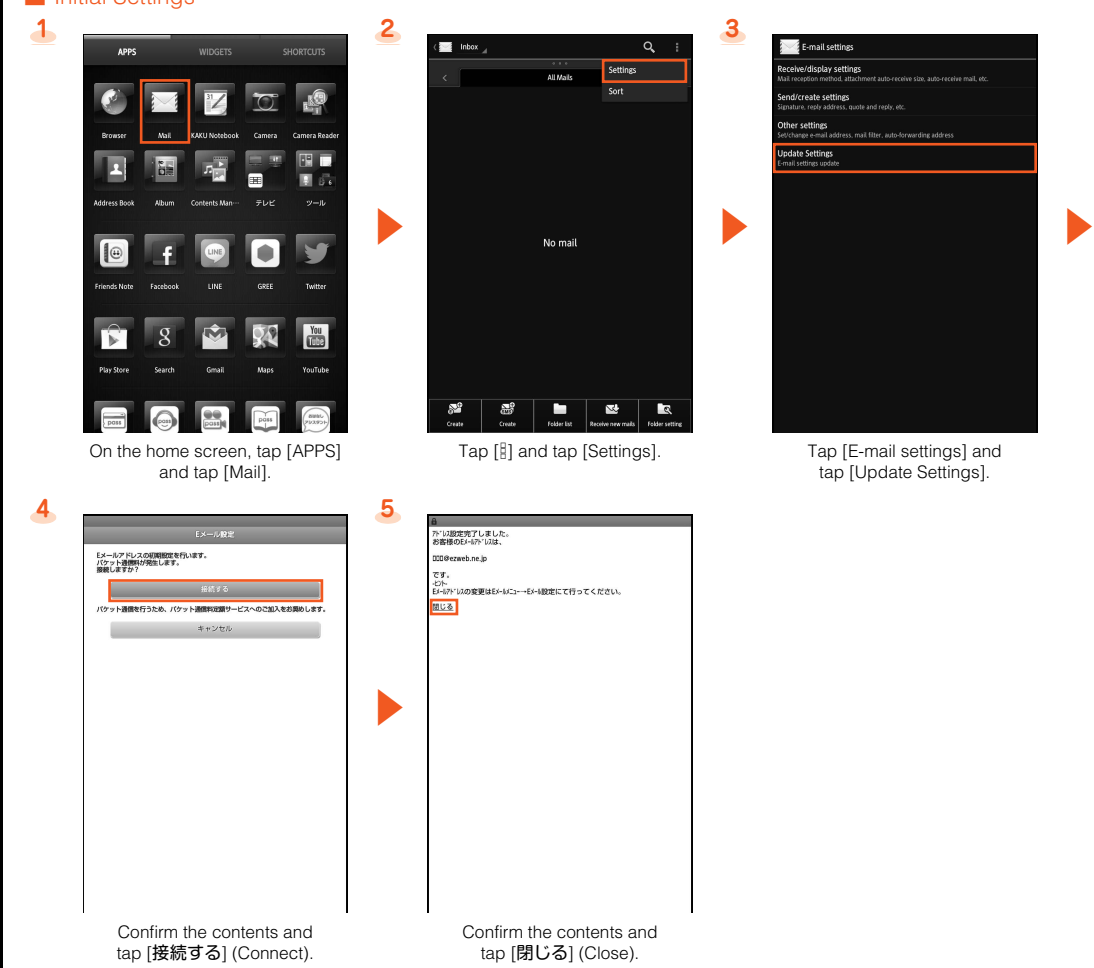 Initial Settings
1
APPS
WIDGETS
SHORTCUTS
31
Browser
Mail
KAKU Notebook
Camera
Camera Reader
6
Address Book
Album
Contents Man…
テレビ
ツール
LINE
Friends Note
Facebook
LINE
GREE
Twitter
You
Tube
Play Store
Search
Gmail
Maps
YouTube
pass
pass
pass
pass
On the home screen, tap [APPS]
and tap [Mail].
2
Inbox
All Mails
Settings
Sort
No mail
Create
Create
Folder list
Receive new mails
Folder setting
Tap [⋮] and tap [Settings].
3
E-mail settings
Receive/display settings
Mail reception method, attachment auto-receive size, auto-receive mail, etc.
Send/create settings
Signature, reply address, quote and reply, etc.
Other settings
Set/change e-mail address, mail filter, auto-forwarding address
Update Settings
E-mail settings update
Tap [E-mail settings] and
tap [Update Settings].
4
Eメール設定
Eメールアドレスの初期設定を行います。
パケット通信料が発生します。
接続しますか？
接続する
パケット通信を行うため、パケット通信料定額サービスへのご加入をお奨めします。
キャンセル
Confirm the contents and
tap [接続する] (Connect).
5
ｱﾄﾞﾚｽ設定完了しました。
お客様のEﾒｰﾙｱﾄﾞﾚｽは、
□□□@ezweb.ne.jp
です。
-ﾋﾝﾄ-
Eﾒｰﾙｱﾄﾞﾚｽの変更はEﾒｰﾙﾒﾆｭｰ→Eﾒｰﾙ設定にて行ってください。
閉じる
Confirm the contents and
tap [閉じる] (Close).